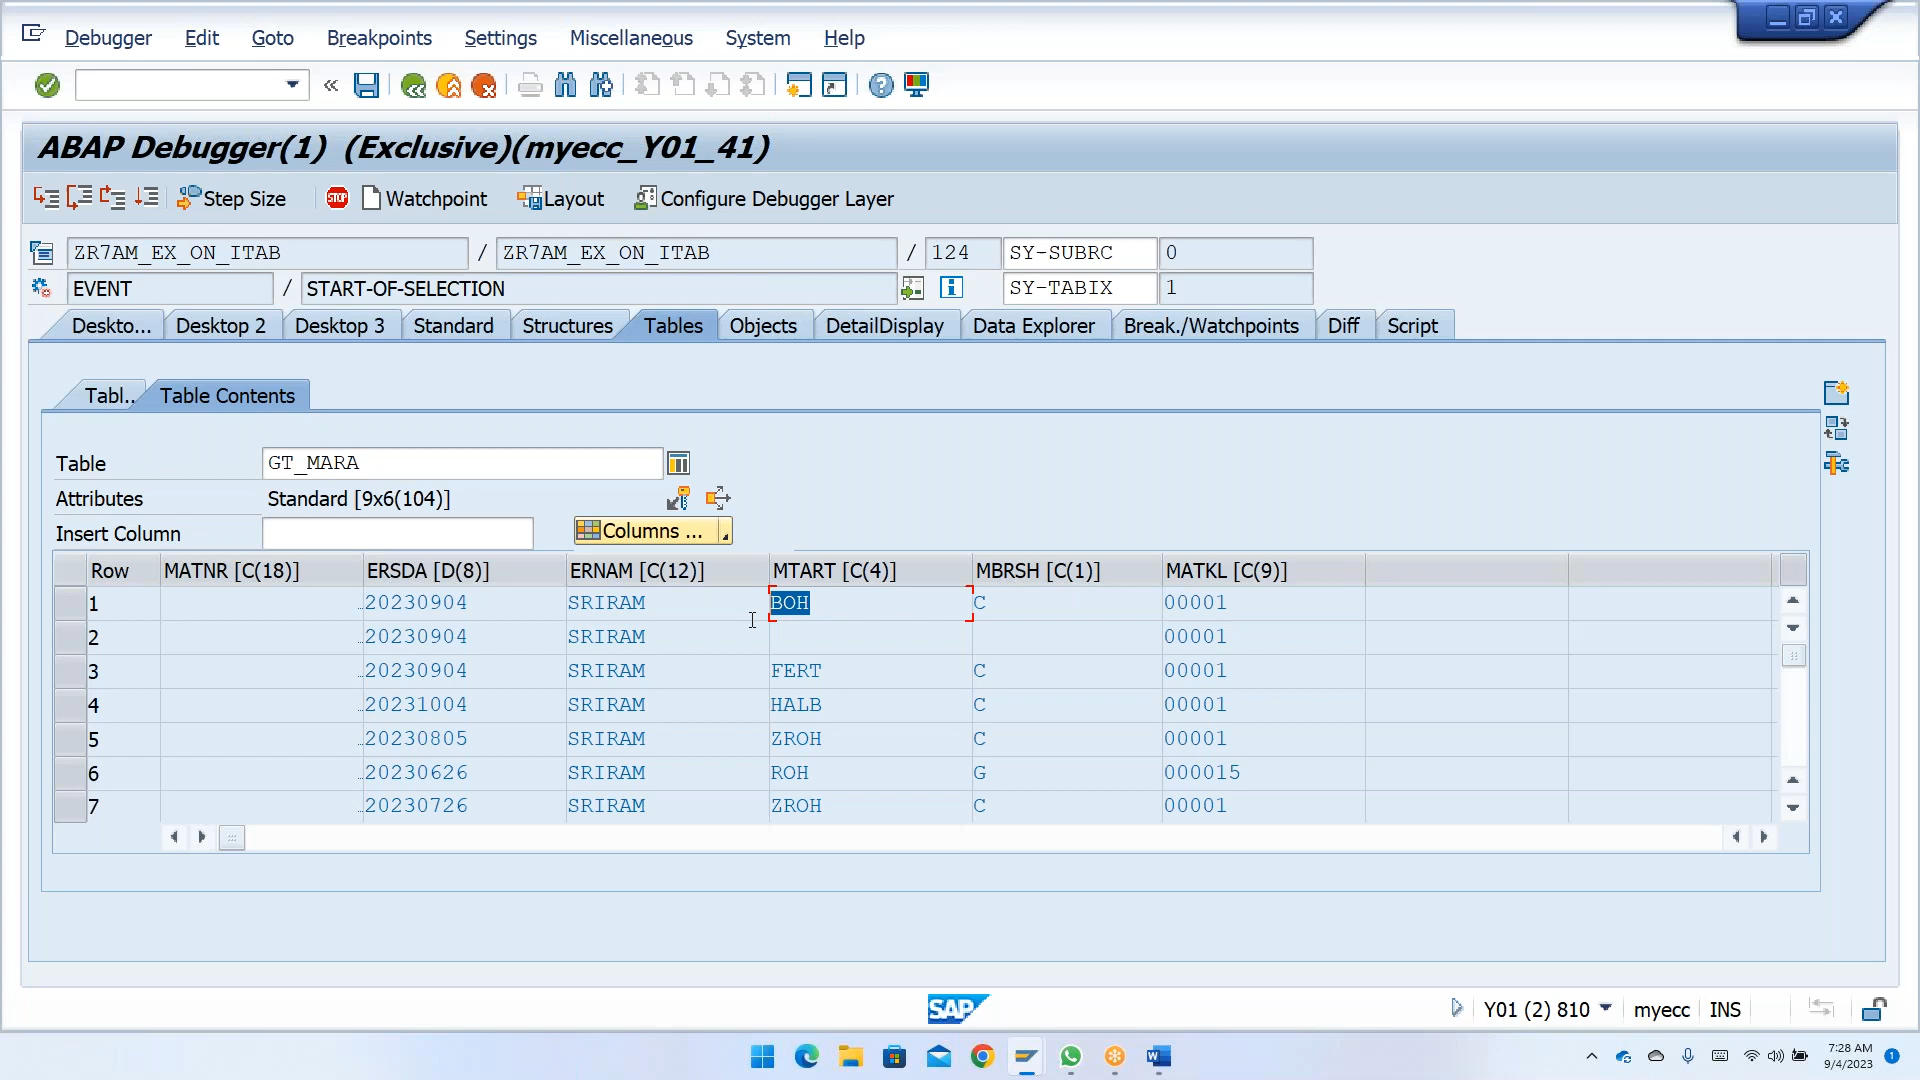 Debugger Edit Goto Breakpoints Settings Miscellaneous System Help
ABAP Debugger(1) (Exclusive)(myecc_Y01_41)
Step Size STOP Watchpoint Layout Configure Debugger Layer
ZR7AM_EX_ON_ITAB / ZR7AM_EX_ON_ITAB / 124 SY-SUBRC 0
EVENT / START-OF-SELECTION SY-TABIX 1
Deskto... Desktop 2 Desktop 3 Standard Structures Tables Objects DetailDisplay Data Explorer Break./Watchpoints Diff Script
Tabl.. Table Contents
Table GT_MARA
Attributes Standard [9x6(104)]
Insert Column Columns ...
Row MATNR [C(18)] ERSDA [D(8)] ERNAM [C(12)] MTART [C(4)] MBRSH [C(1)] MATKL [C(9)]
1 20230904 SRIRAM BOH C 00001
2 20230904 SRIRAM 00001
3 20230904 SRIRAM FERT C 00001
4 20231004 SRIRAM HALB C 00001
5 20230805 SRIRAM ZROH C 00001
6 20230626 SRIRAM ROH G 000015
7 20230726 SRIRAM ZROH C 00001
SAP Y01 (2) 810 myecc INS
7:28 AM
9/4/2023 1